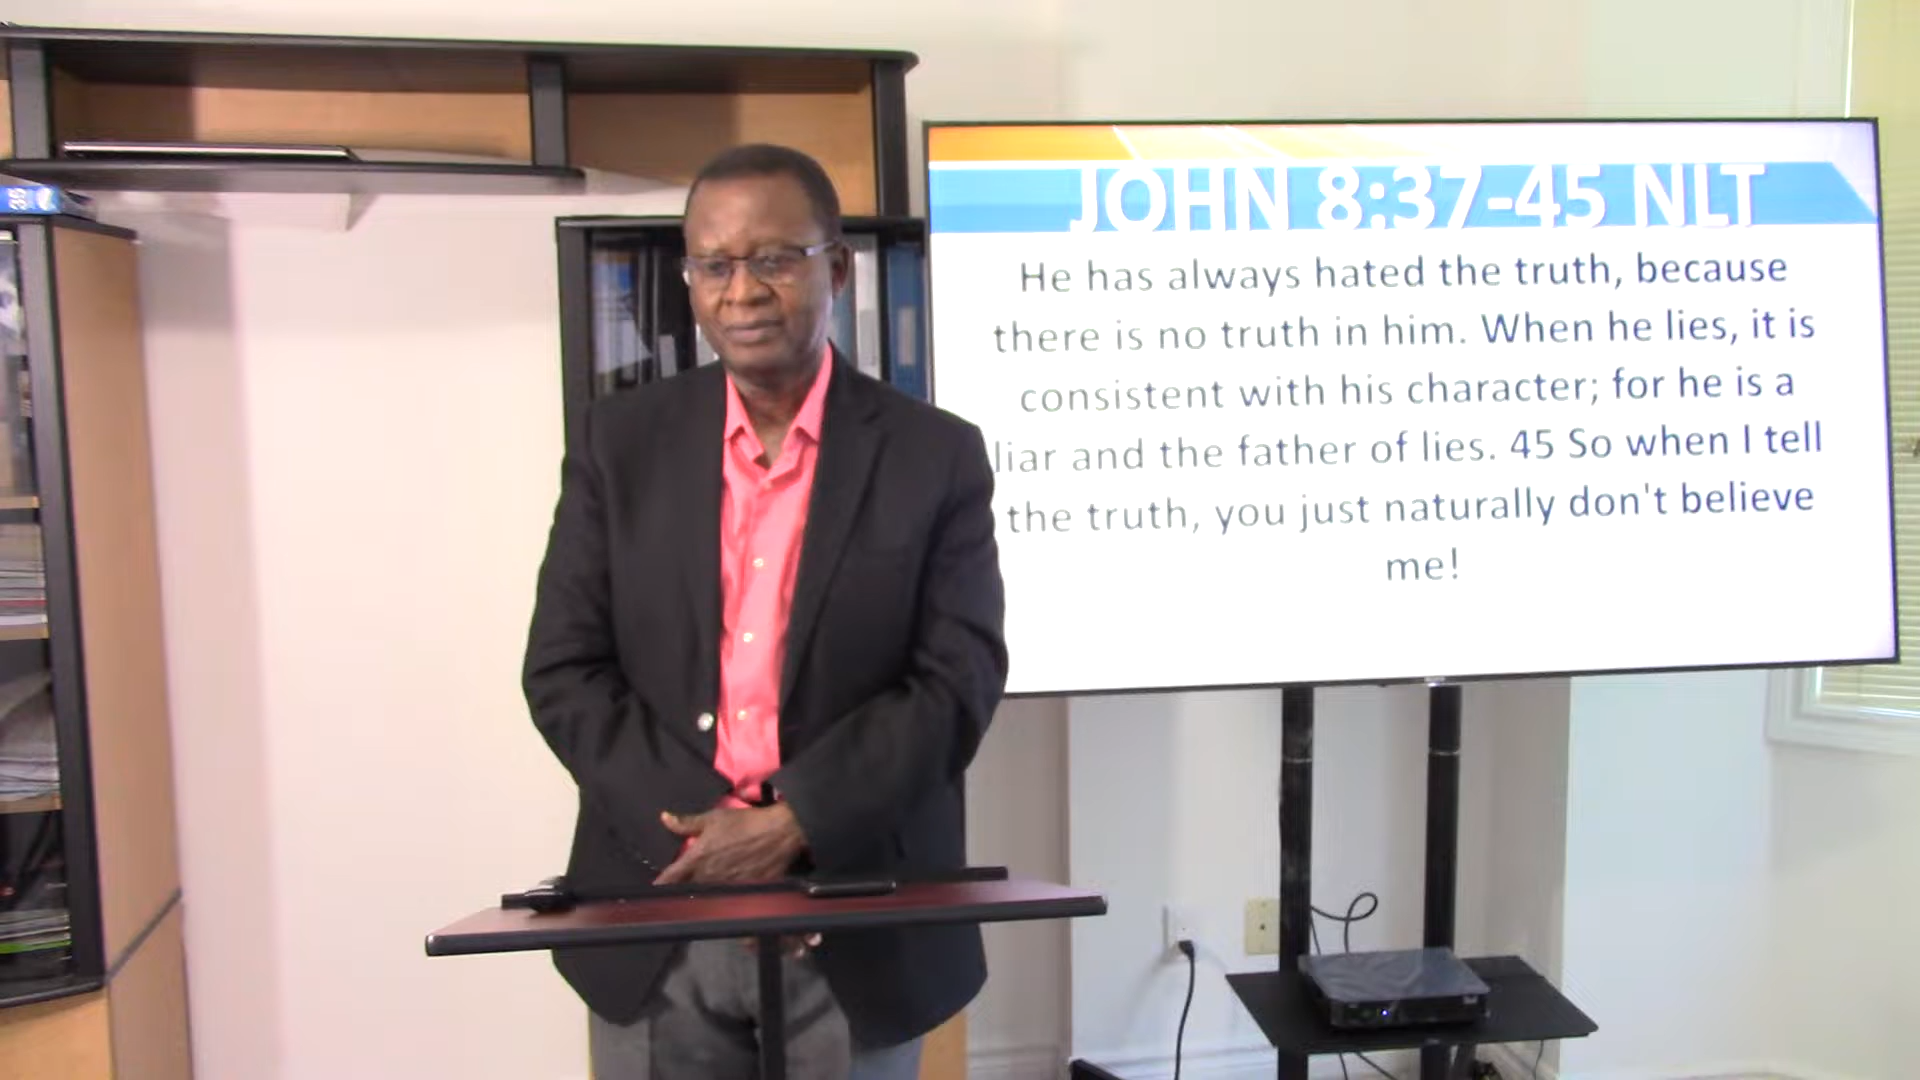 JOHN 8:37-45 NLT
He has always hated the truth, because
there is no truth in him. When he lies, it is
consistent with his character; for he is a
liar and the father of lies. 45 So when I tell
the truth, you just naturally don't believe
me!